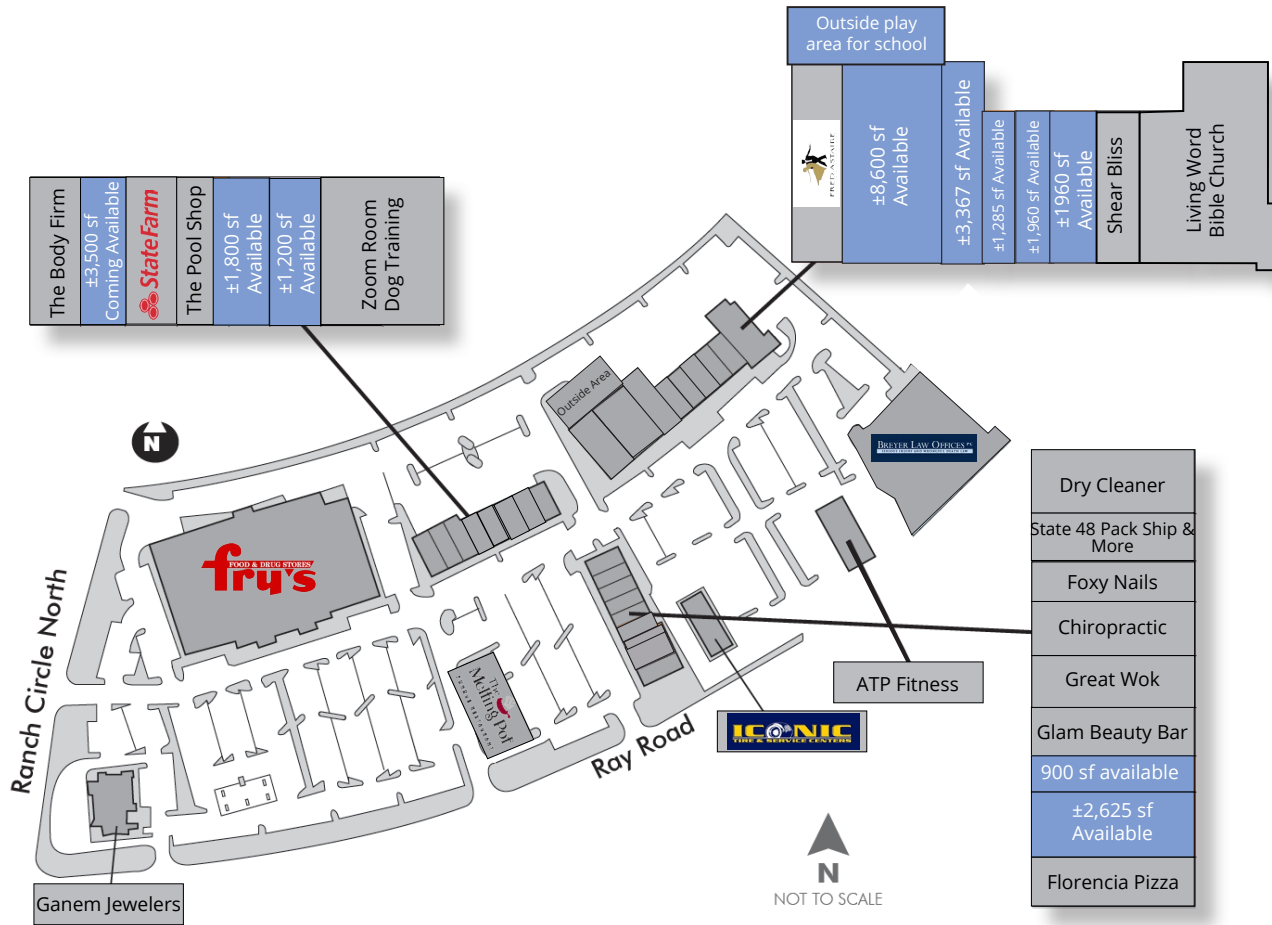 Outside play
area for school
FRED ASTAIRE
±8,600 sf
Available
±3,367 sf Available
±1,285 sf Available
±1,960 sf Available
±1960 sf
Available
Shear Bliss
Living Word
Bible Church
The Body Firm
±3,500 sf
Coming Available
StateFarm
The Pool Shop
±1,800 sf
Available
±1,200 sf
Available
Zoom Room
Dog Training
Outside Area
N
BREYER LAW OFFICES PC
fry's
FOOD & DRUG STORES
Ranch Circle North
The
Melting Pot
FONDUE RESTAURANT
Ray Road
ATP Fitness
ICONIC
TIRE & SERVICE CENTERS
Ganem Jewelers
N
NOT TO SCALE
Dry Cleaner
State 48 Pack Ship &
More
Foxy Nails
Chiropractic
Great Wok
Glam Beauty Bar
900 sf available
±2,625 sf
Available
Florencia Pizza